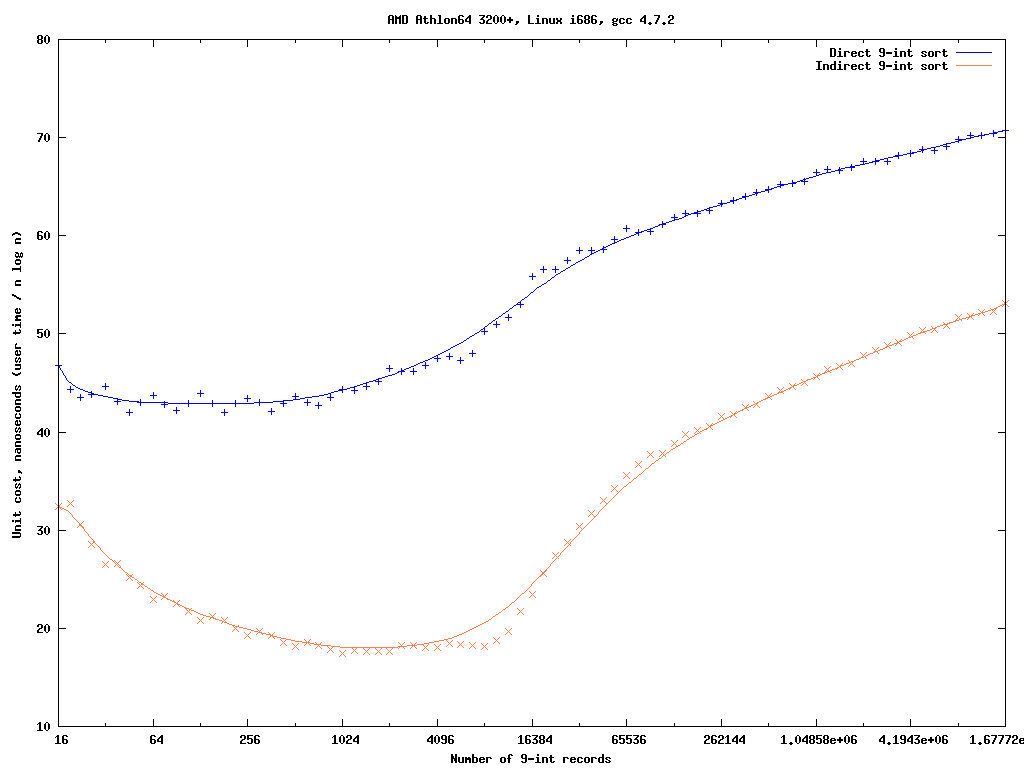 AMD Athlon64 3200+, Linux i686, gcc 4.7.2
Direct 9-int sort
Indirect 9-int sort
Unit cost, nanoseconds (user time / n log n)
80
70
60
50
40
30
20
10
16 64 256 1024 4096 16384 65536 262144 1.04858e+06 4.1943e+06 1.67772e
Number of 9-int records